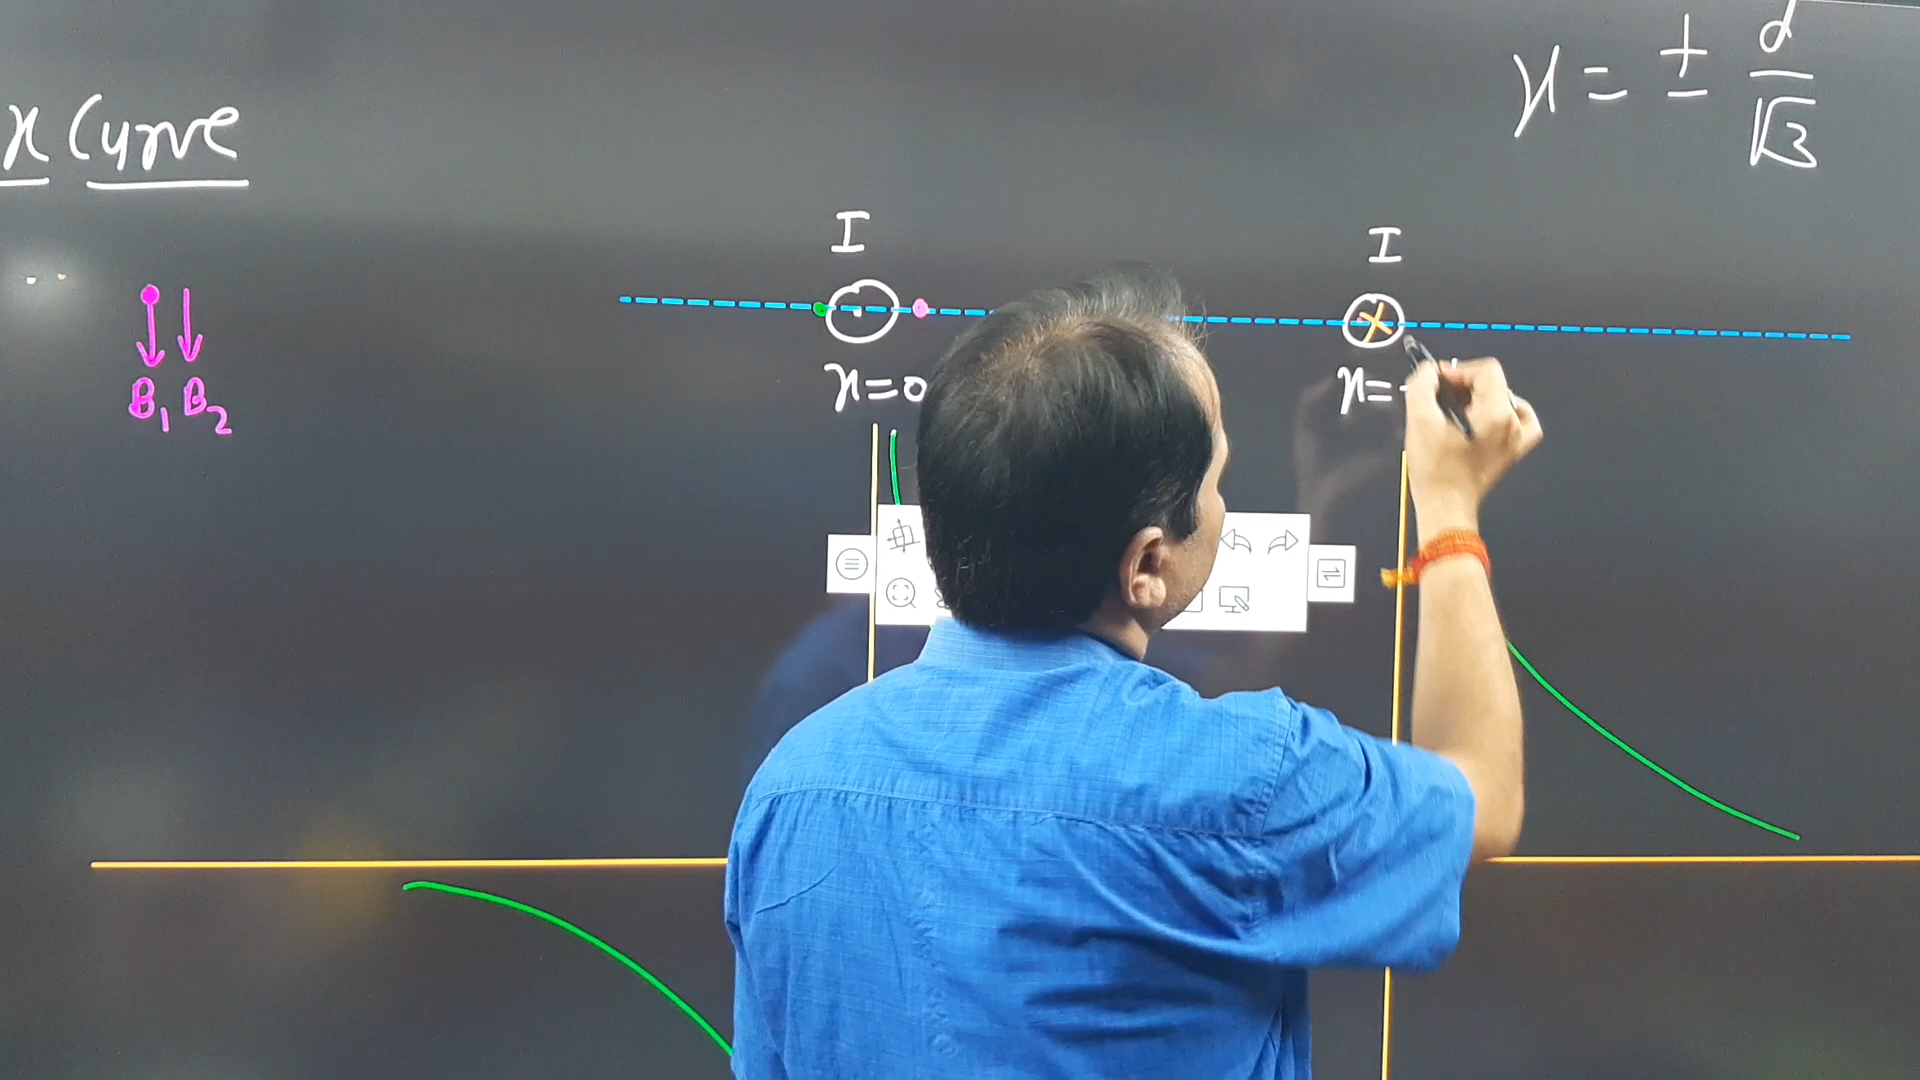 x = ± d/√3
x Curve
I
I
B₁ B₂
x=0
x=